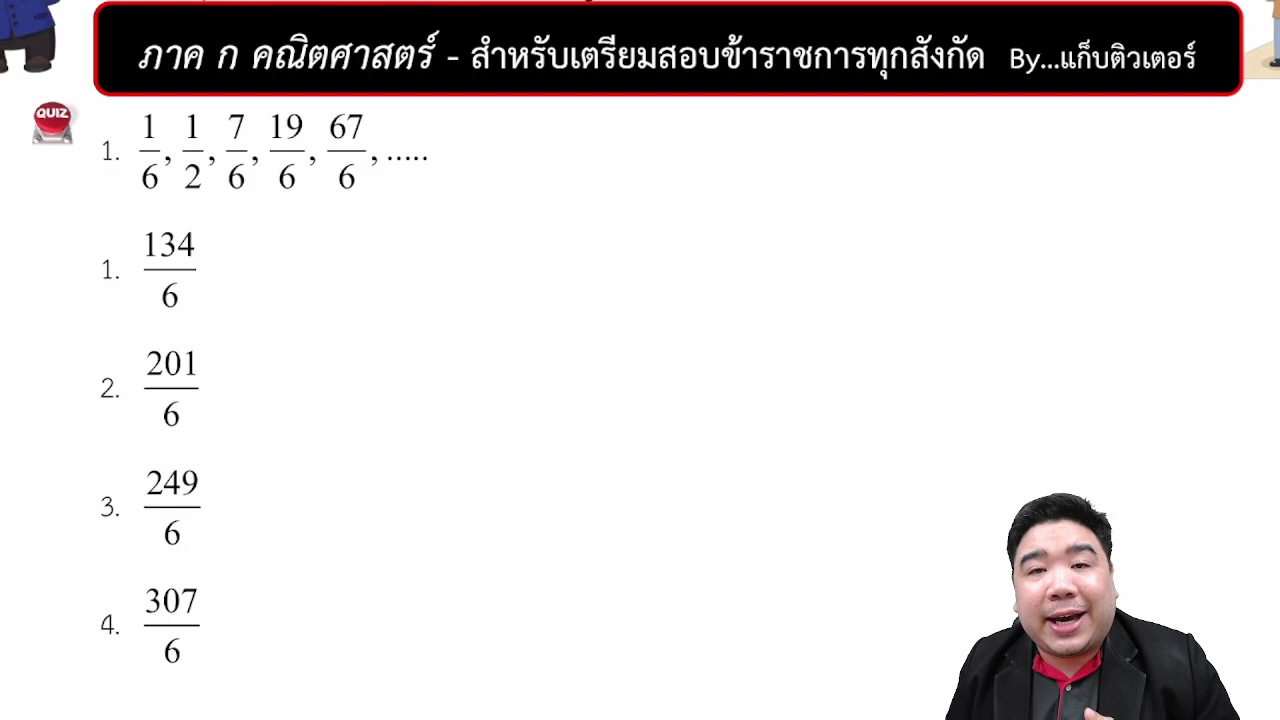 ภาค ก คณิตศาสตร์ - สำหรับเตรียมสอบข้าราชการทุกสังกัด By...แก็บติวเตอร์
QUIZ
1. 1/6, 1/2, 7/6, 19/6, 67/6, .....
1. 134/6
2. 201/6
3. 249/6
4. 307/6